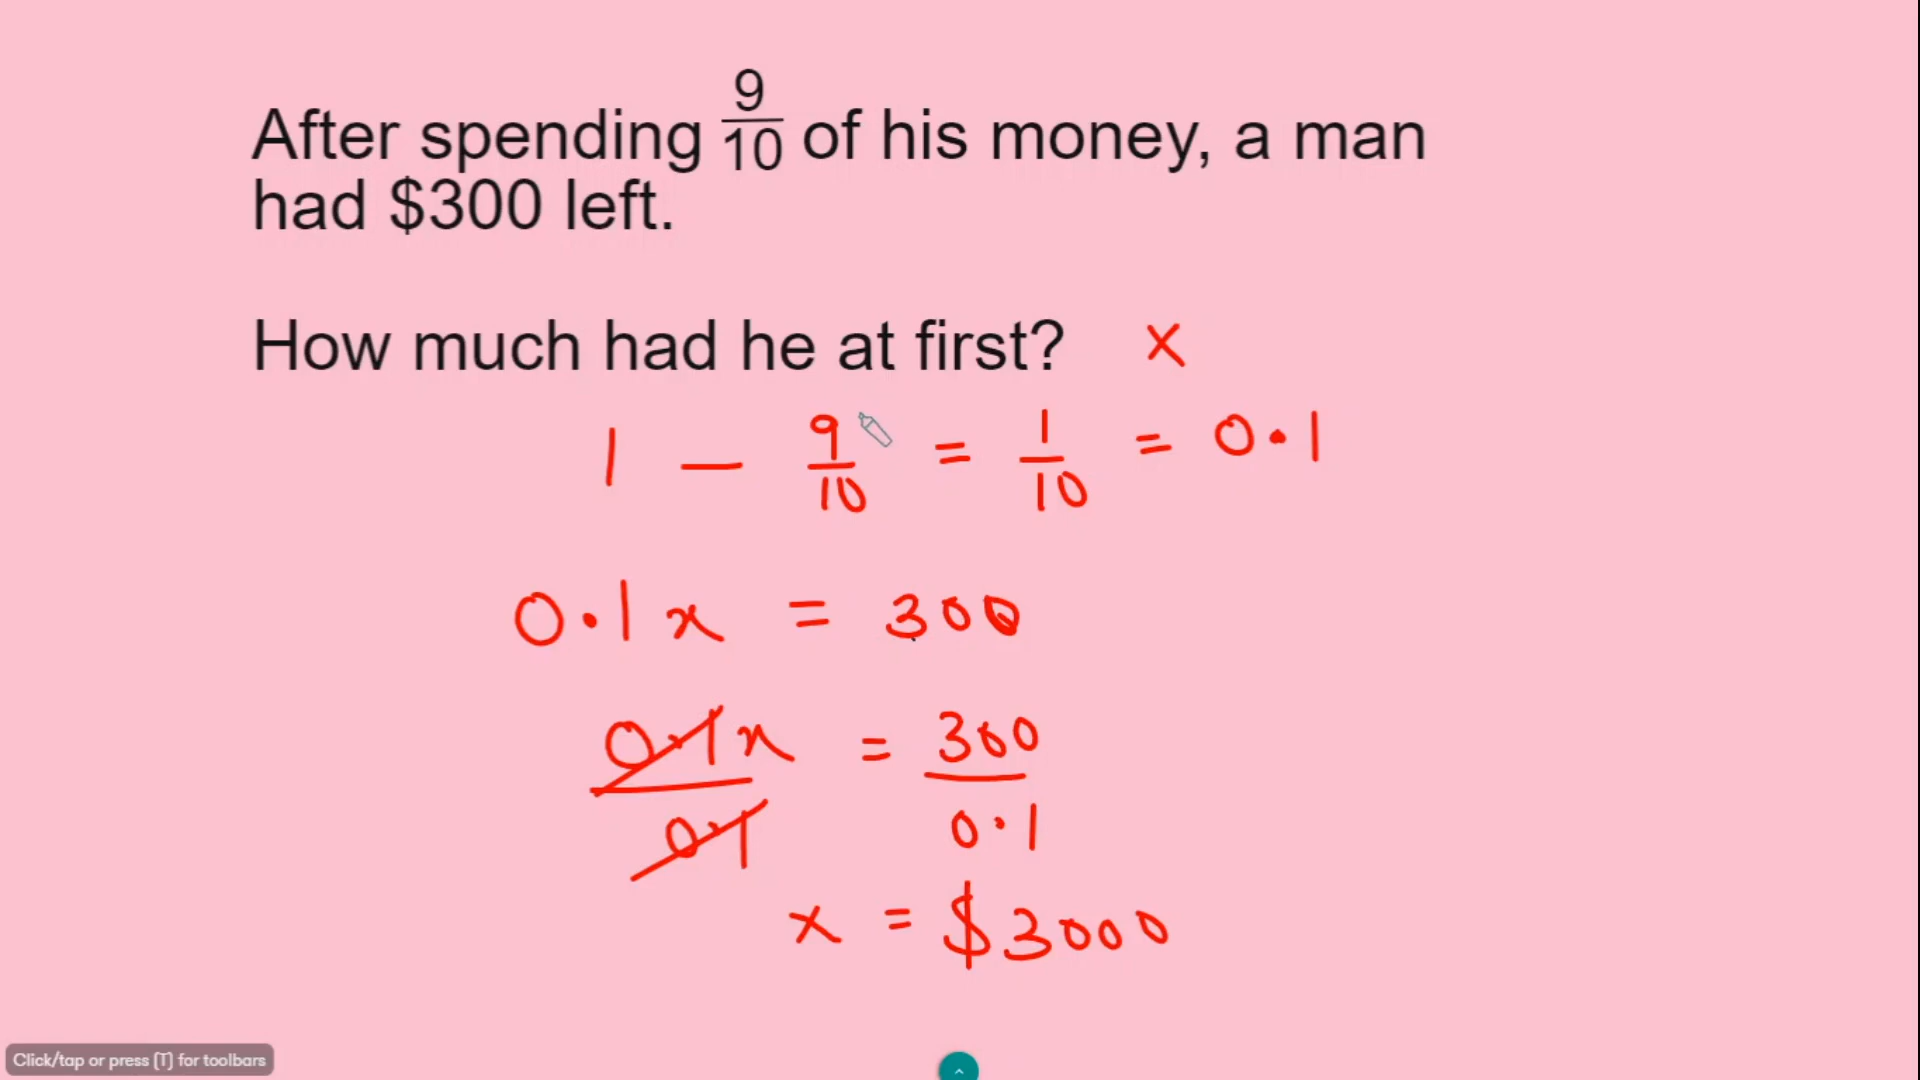 After spending 9/10 of his money, a man
had $300 left.
How much had he at first? x
1 - 9/10 = 1/10 = 0.1
0.1x = 300
0.1x/0.1 = 300/0.1
x = $3000
Click/tap or press (T) for toolbars